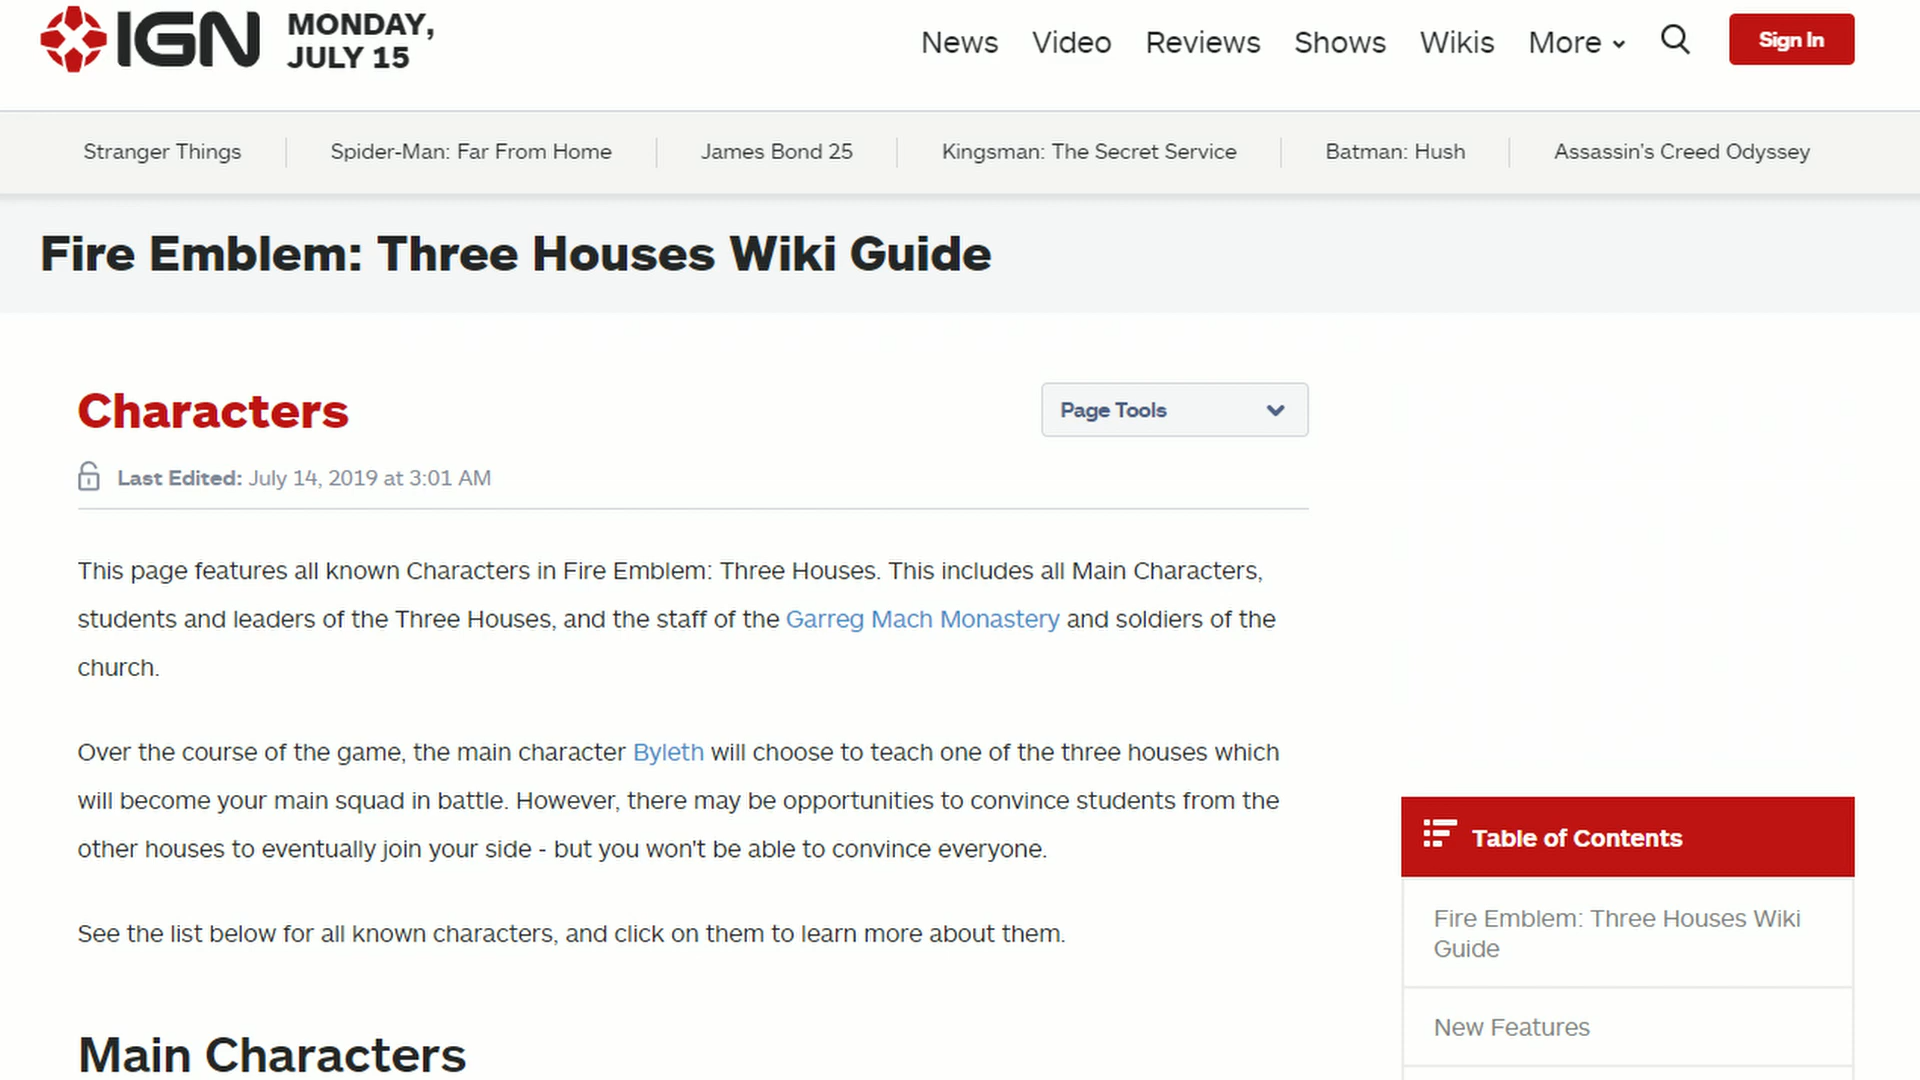 IGN
MONDAY,
JULY 15
News Video Reviews Shows Wikis More Sign In
Stranger Things Spider-Man: Far From Home James Bond 25 Kingsman: The Secret Service Batman: Hush Assassin's Creed Odyssey
Fire Emblem: Three Houses Wiki Guide
Characters
Page Tools
Last Edited: July 14, 2019 at 3:01 AM
This page features all known Characters in Fire Emblem: Three Houses. This includes all Main Characters,
students and leaders of the Three Houses, and the staff of the Garreg Mach Monastery and soldiers of the
church.
Over the course of the game, the main character Byleth will choose to teach one of the three houses which
will become your main squad in battle. However, there may be opportunities to convince students from the
other houses to eventually join your side - but you won't be able to convince everyone.
See the list below for all known characters, and click on them to learn more about them.
Main Characters
Table of Contents
Fire Emblem: Three Houses Wiki
Guide
New Features